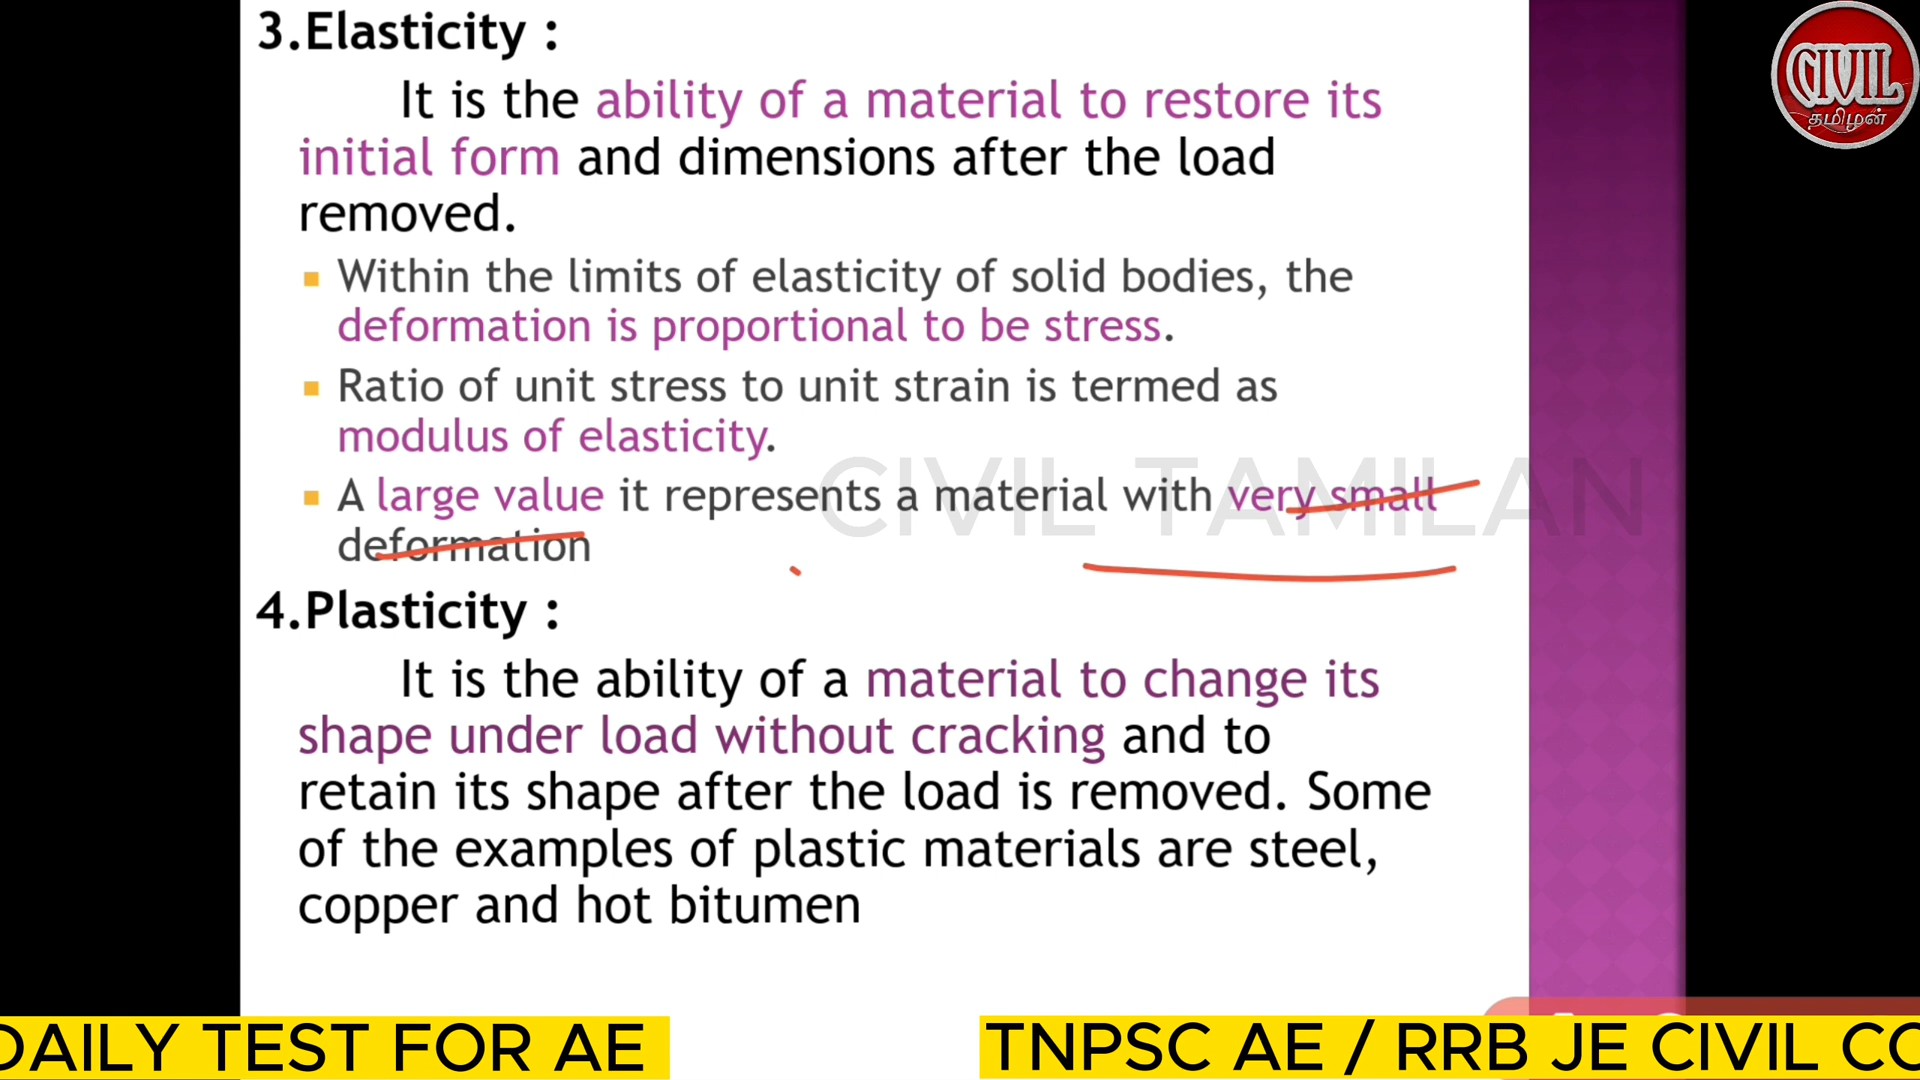 3.Elasticity :
It is the ability of a material to restore its
initial form and dimensions after the load
removed.
Within the limits of elasticity of solid bodies, the
deformation is proportional to be stress.
Ratio of unit stress to unit strain is termed as
modulus of elasticity.
A large value it represents a material with very small
deformation
CIVIL TAMILAN
4.Plasticity :
It is the ability of a material to change its
shape under load without cracking and to
retain its shape after the load is removed. Some
of the examples of plastic materials are steel,
copper and hot bitumen
CIVIL
தமிழன்
DAILY TEST FOR AE
TNPSC AE / RRB JE CIVIL CO